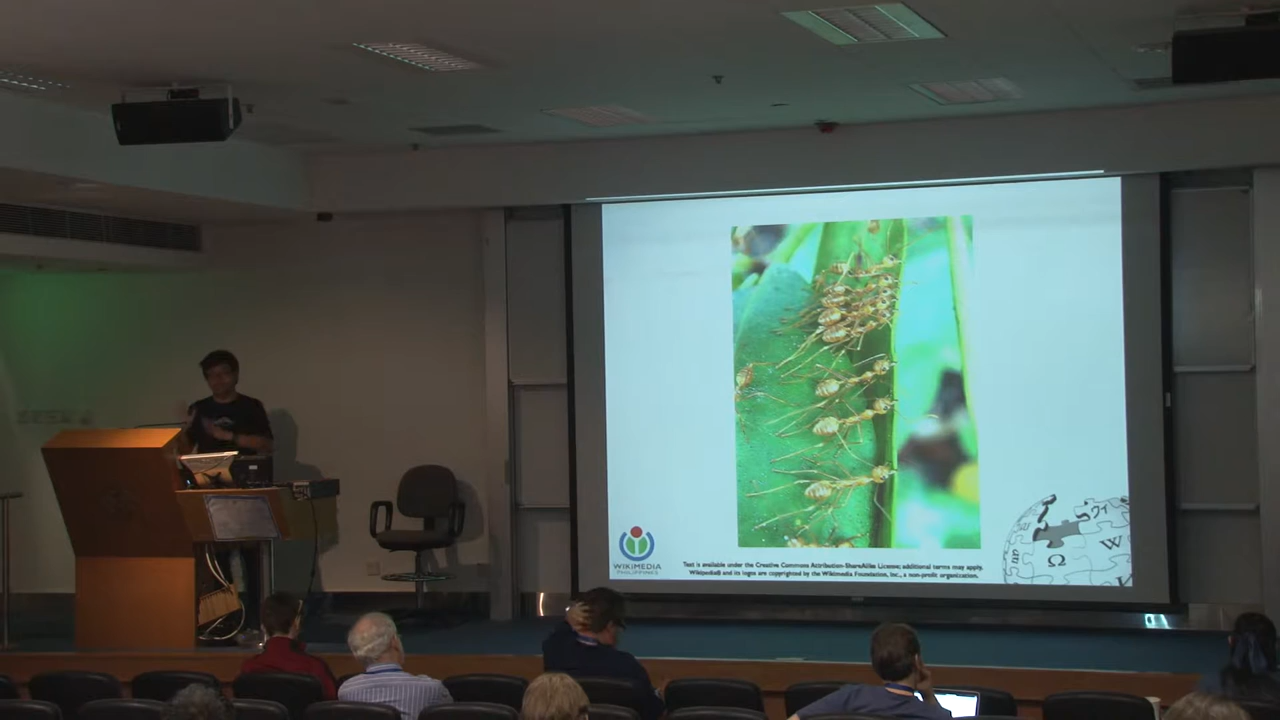 WIKIMEDIA
PHILIPPINES
Text is available under the Creative Commons Attribution-ShareAlike License; additional terms may apply.
Wikipedia® and its logos are copyrighted by the Wikimedia Foundation, Inc., a non-profit organization.
Ω
W